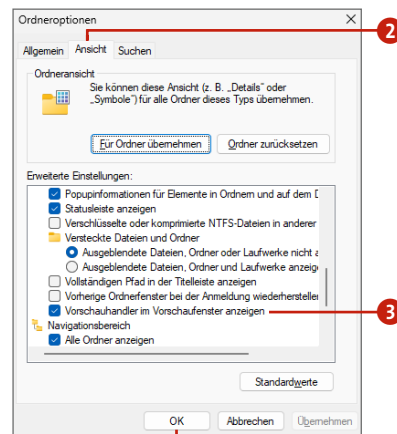 Ordneroptionen
2
Allgemein Ansicht Suchen
Ordneransicht
Sie können diese Ansicht (z. B. „Details" oder
„Symbole") für alle Ordner dieses Typs übernehmen.
Für Ordner übernehmen Ordner zurücksetzen
Erweiterte Einstellungen:
Popupinformationen für Elemente in Ordnern und auf dem
Statusleiste anzeigen
Verschlüsselte oder komprimierte NTFS-Dateien in anderer
Versteckte Dateien und Ordner
Ausgeblendete Dateien, Ordner oder Laufwerke nicht
Ausgeblendete Dateien, Ordner und Laufwerke
Vollständigen Pfad in der Titelleiste anzeigen
Vorherige Ordnerfenster bei der Anmeldung
Vorschauhandler im Vorschaufenster anzeigen
3
Navigationsbereich
Alle Ordner anzeigen
Standardwerte
OK Abbrechen Übernehmen